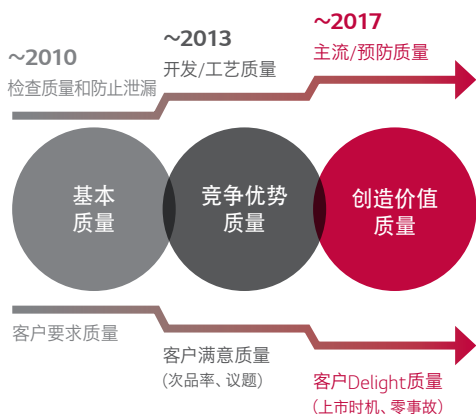 ~2010
检查质量和防止泄漏
~2013
开发/工艺质量
~2017
主流/预防质量
基本
质量
竞争优势
质量
创造价值
质量
客户要求质量
客户满意质量
(次品率、议题)
客户Delight质量
(上市时机、零事故)